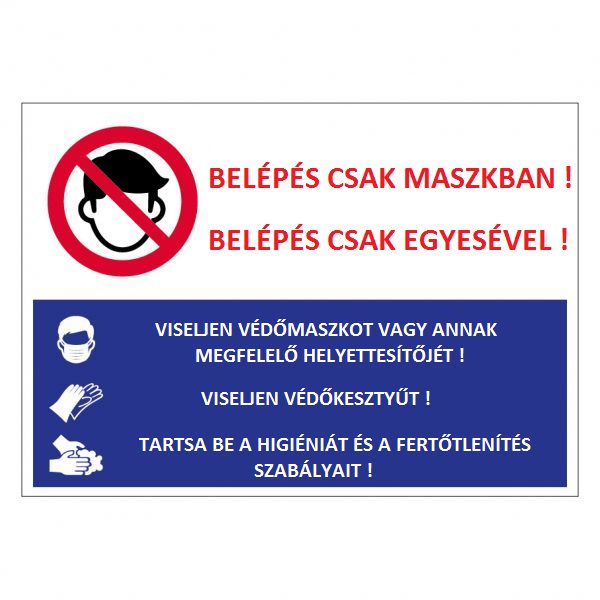 BELÉPÉS CSAK MASZKBAN !
BELÉPÉS CSAK EGYESÉVEL !
VISELJEN VÉDŐMASZKOT VAGY ANNAK
MEGFELELŐ HELYETTESÍTŐJÉT !
VISELJEN VÉDŐKESZTYŰT !
TARTSA BE A HIGIÉNIÁT ÉS A FERTŐTLENÍTÉS
SZABÁLYAIT !